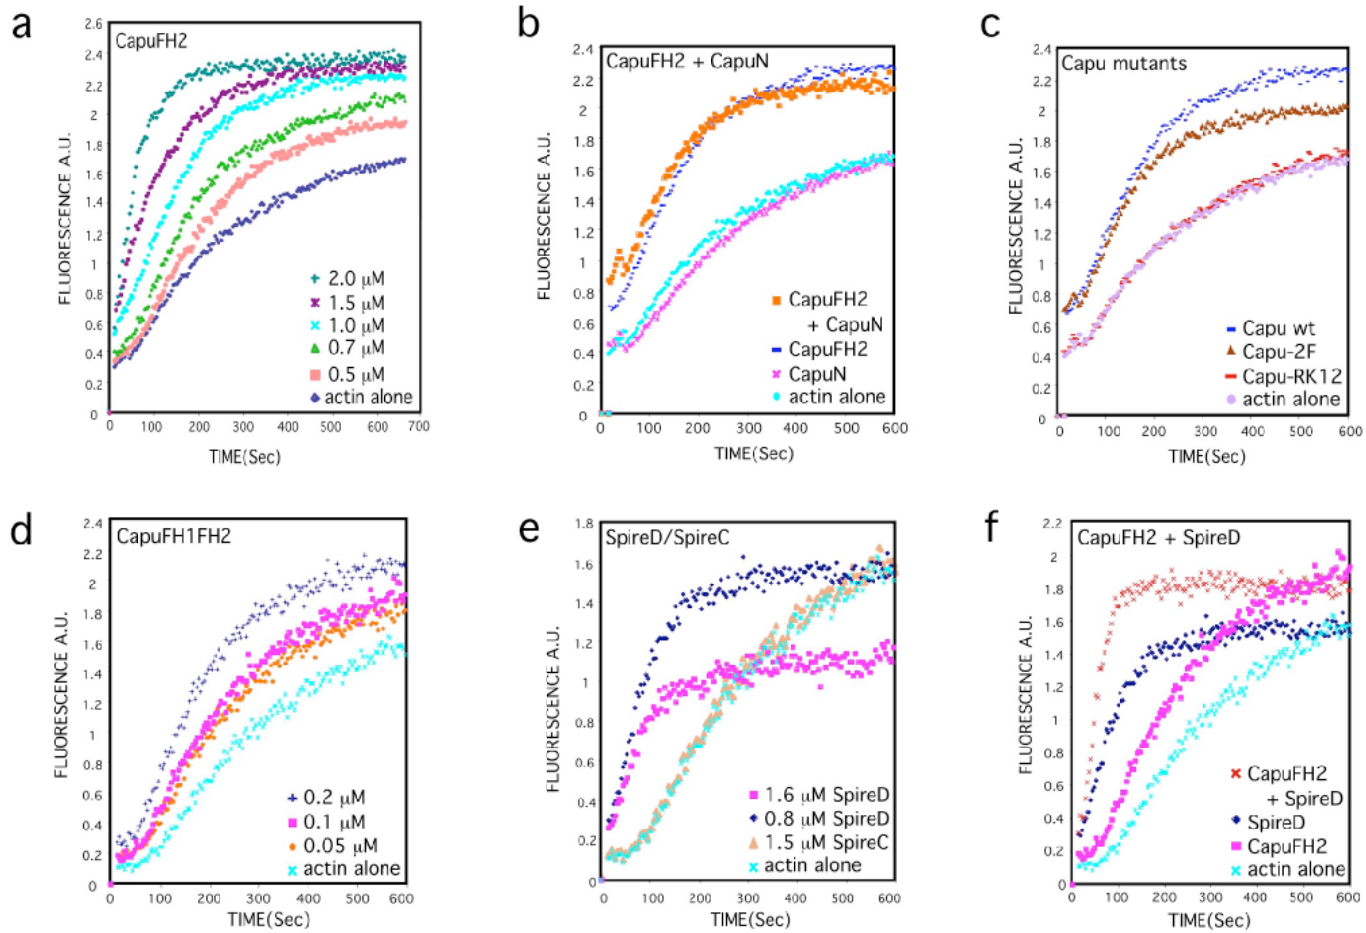 a
CapuFH2
FLUORESCENCE A.U.
2.6
2.4
2.2
2
1.8
1.6
1.4
1.2
1
0.8
0.6
0.4
0.2
0
2.0 μM
1.5 μM
1.0 μM
0.7 μM
0.5 μM
actin alone
0 100 200 300 400 500 600 700
TIME(Sec)
b
CapuFH2 + CapuN
FLUORESCENCE A.U.
2.4
2.2
2
1.8
1.6
1.4
1.2
1
0.8
0.6
0.4
0.2
0
CapuFH2
+ CapuN
CapuFH2
CapuN
actin alone
0 100 200 300 400 500 600
TIME(Sec)
c
Capu mutants
FLUORESCENCE A.U.
2.4
2.2
2
1.8
1.6
1.4
1.2
1
0.8
0.6
0.4
0.2
0
Capu wt
Capu-2F
Capu-RK12
actin alone
0 100 200 300 400 500 600
TIME(Sec)
d
CapuFH1FH2
FLUORESCENCE A.U.
2.4
2.2
2
1.8
1.6
1.4
1.2
1
0.8
0.6
0.4
0.2
0
0.2 μM
0.1 μM
0.05 μM
actin alone
0 100 200 300 400 500 600
TIME(Sec)
e
SpireD/SpireC
FLUORESCENCE A.U.
1.8
1.6
1.4
1.2
1
0.8
0.6
0.4
0.2
0
1.6 μM SpireD
0.8 μM SpireD
1.5 μM SpireC
actin alone
0 100 200 300 400 500 600
TIME(Sec)
f
CapuFH2 + SpireD
FLUORESCENCE A.U.
2.2
2
1.8
1.6
1.4
1.2
1
0.8
0.6
0.4
0.2
0
CapuFH2
+ SpireD
SpireD
CapuFH2
actin alone
0 100 200 300 400 500 600
TIME(Sec)